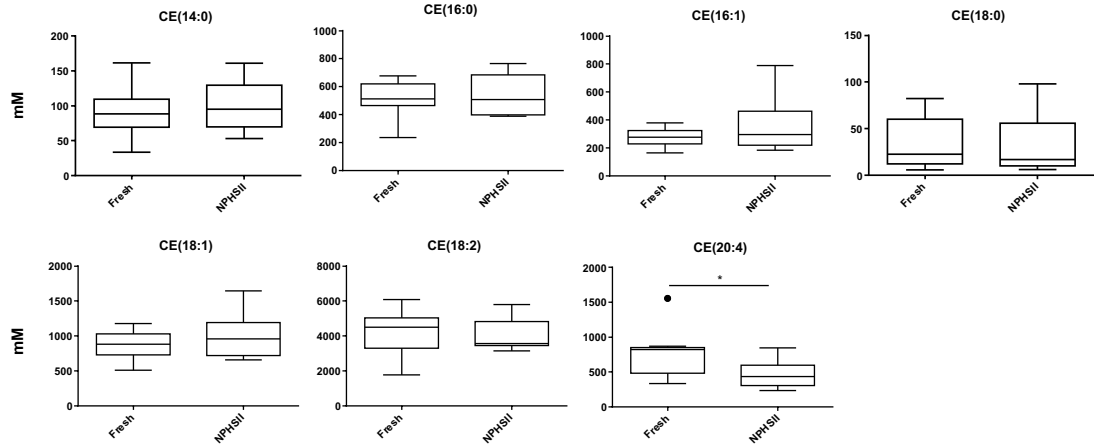 CE(14:0)
mM
200
150
100
50
0
Fresh
NPHSII
CE(16:0)
1000
800
600
400
200
0
Fresh
NPHSII
CE(16:1)
1000
800
600
400
200
0
Fresh
NPHSII
CE(18:0)
150
100
50
0
Fresh
NPHSII
CE(18:1)
mM
2000
1500
1000
500
0
Fresh
NPHSII
CE(18:2)
8000
6000
4000
2000
0
Fresh
NPHSII
CE(20:4)
2000
1500
1000
500
0
*
Fresh
NPHSII